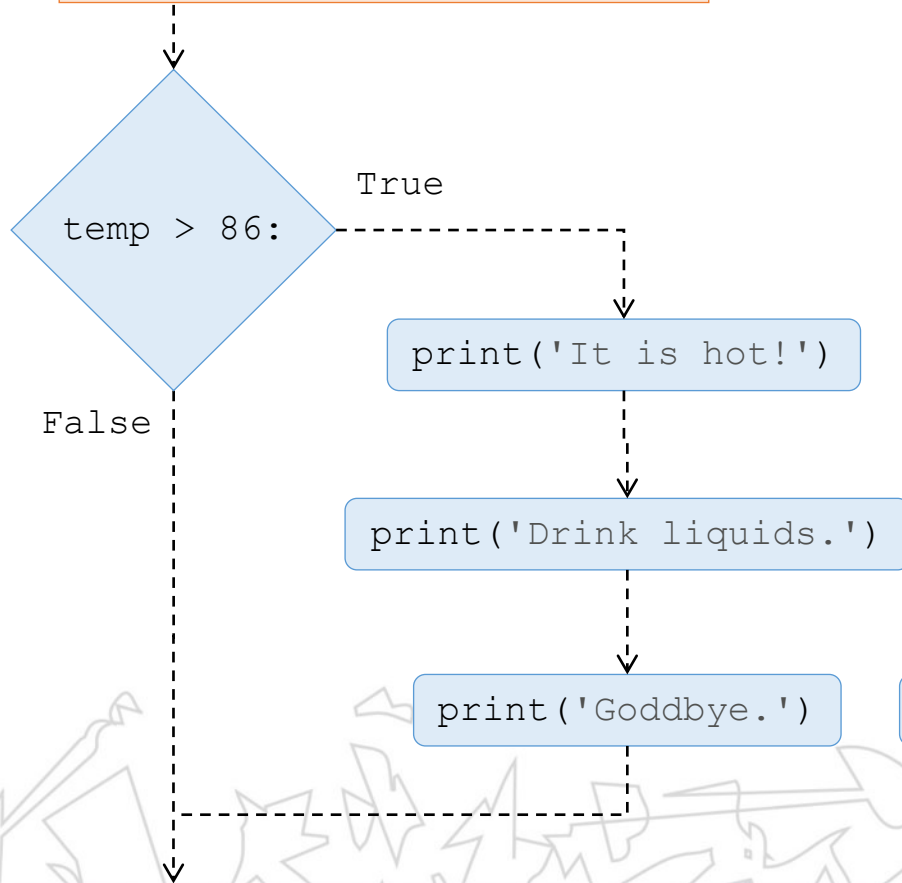 True
temp > 86:
print('It is hot!')
False
print('Drink liquids.')
print('Goddbye.')